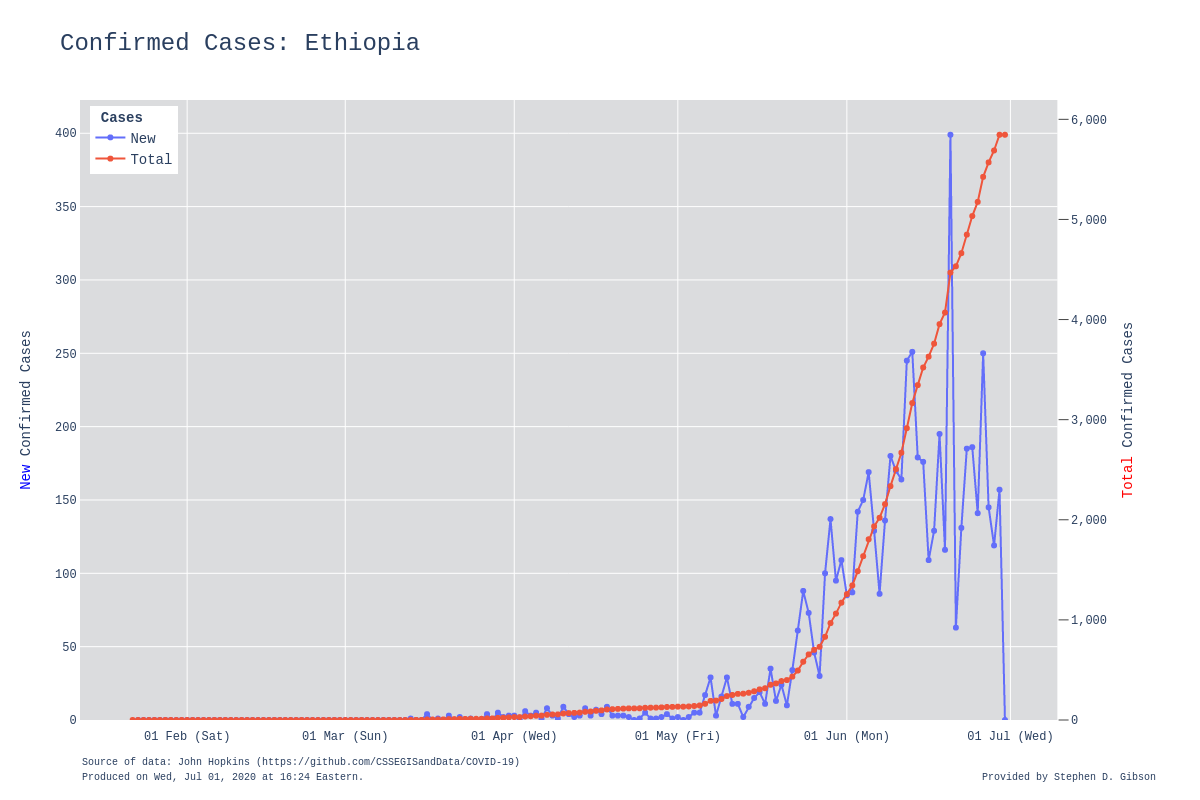 Confirmed Cases: Ethiopia
Cases
New
Total
400
350
300
250
200
150
100
50
0
6,000
5,000
4,000
3,000
2,000
1,000
0
New Confirmed Cases
Total Confirmed Cases
01 Feb (Sat)
01 Mar (Sun)
01 Apr (Wed)
01 May (Fri)
01 Jun (Mon)
01 Jul (Wed)
Source of data: John Hopkins (https://github.com/CSSEGISandData/COVID-19)
Produced on Wed, Jul 01, 2020 at 16:24 Eastern.
Provided by Stephen D. Gibson